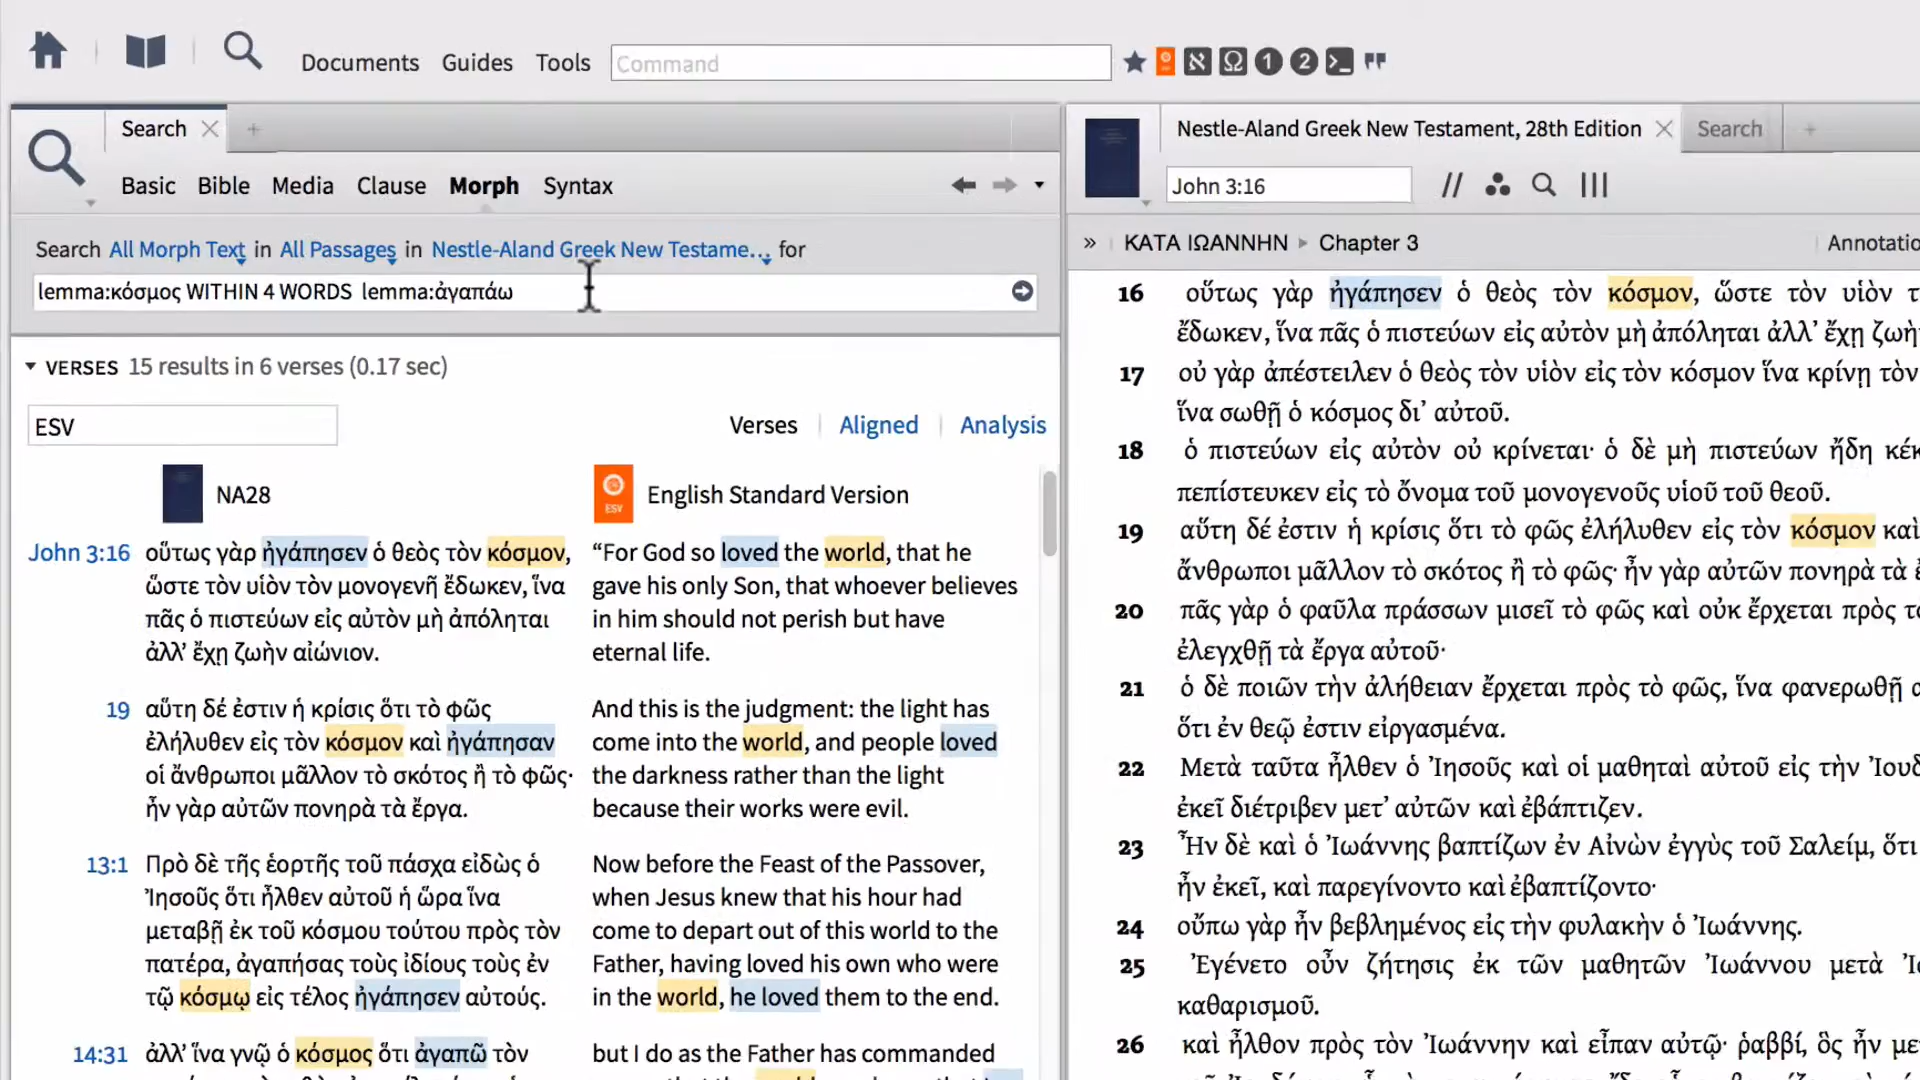 Documents Guides Tools Command
Search
Basic Bible Media Clause Morph Syntax
Search All Morph Text in All Passages in Nestle-Aland Greek New Testame... for
lemma:κόσμος WITHIN 4 WORDS lemma:ἀγαπάω
VERSES 15 results in 6 verses (0.17 sec)
ESV
Verses Aligned Analysis
NA28
ESV
English Standard Version
John 3:16 οὕτως γὰρ ἠγάπησεν ὁ θεὸς τὸν κόσμον,
ὥστε τὸν υἱὸν τὸν μονογενῆ ἔδωκεν, ἵνα
πᾶς ὁ πιστεύων εἰς αὐτὸν μὴ ἀπόληται
ἀλλ’ ἔχῃ ζωὴν αἰώνιον.
“For God so loved the world, that he
gave his only Son, that whoever believes
in him should not perish but have
eternal life.
19 αὕτη δέ ἐστιν ἡ κρίσις ὅτι τὸ φῶς
ἐλήλυθεν εἰς τὸν κόσμον καὶ ἠγάπησαν
οἱ ἄνθρωποι μᾶλλον τὸ σκότος ἢ τὸ φῶς·
ἦν γὰρ αὐτῶν πονηρὰ τὰ ἔργα.
And this is the judgment: the light has
come into the world, and people loved
the darkness rather than the light
because their works were evil.
13:1 Πρὸ δὲ τῆς ἑορτῆς τοῦ πάσχα εἰδὼς ὁ
Ἰησοῦς ὅτι ἦλθεν αὐτοῦ ἡ ὥρα ἵνα
μεταβῇ ἐκ τοῦ κόσμου τούτου πρὸς τὸν
πατέρα, ἀγαπήσας τοὺς ἰδίους τοὺς ἐν
τῷ κόσμῳ εἰς τέλος ἠγάπησεν αὐτούς.
Now before the Feast of the Passover,
when Jesus knew that his hour had
come to depart out of this world to the
Father, having loved his own who were
in the world, he loved them to the end.
14:31 ἀλλ’ ἵνα γνῷ ὁ κόσμος ὅτι ἀγαπῶ τὸν
but I do as the Father has commanded
Nestle-Aland Greek New Testament, 28th Edition Search
John 3:16
» ΚΑΤΑ ΙΩΑΝΝΗΝ Chapter 3 Annotatio
16 οὕτως γὰρ ἠγάπησεν ὁ θεὸς τὸν κόσμον, ὥστε τὸν υἱὸν τ
ἔδωκεν, ἵνα πᾶς ὁ πιστεύων εἰς αὐτὸν μὴ ἀπόληται ἀλλ’ ἔχῃ ζωὴ
17 οὐ γὰρ ἀπέστειλεν ὁ θεὸς τὸν υἱὸν εἰς τὸν κόσμον ἵνα κρίνῃ τὸν
ἵνα σωθῇ ὁ κόσμος δι’ αὐτοῦ.
18 ὁ πιστεύων εἰς αὐτὸν οὐ κρίνεται· ὁ δὲ μὴ πιστεύων ἤδη κέκ
πεπίστευκεν εἰς τὸ ὄνομα τοῦ μονογενοῦς υἱοῦ τοῦ θεοῦ.
19 αὕτη δέ ἐστιν ἡ κρίσις ὅτι τὸ φῶς ἐλήλυθεν εἰς τὸν κόσμον καὶ
ἄνθρωποι μᾶλλον τὸ σκότος ἢ τὸ φῶς· ἦν γὰρ αὐτῶν πονηρὰ τὰ ἔ
20 πᾶς γὰρ ὁ φαῦλα πράσσων μισεῖ τὸ φῶς καὶ οὐκ ἔρχεται πρὸς τὸ
ἐλεγχθῇ τὰ ἔργα αὐτοῦ·
21 ὁ δὲ ποιῶν τὴν ἀλήθειαν ἔρχεται πρὸς τὸ φῶς, ἵνα φανερωθῇ α
ὅτι ἐν θεῷ ἐστιν εἰργασμένα.
22 Μετὰ ταῦτα ἦλθεν ὁ Ἰησοῦς καὶ οἱ μαθηταὶ αὐτοῦ εἰς τὴν Ἰουδ
ἐκεῖ διέτριβεν μετ’ αὐτῶν καὶ ἐβάπτιζεν.
23 Ἦν δὲ καὶ ὁ Ἰωάννης βαπτίζων ἐν Αἰνὼν ἐγγὺς τοῦ Σαλείμ, ὅτι
ἦν ἐκεῖ, καὶ παρεγίνοντο καὶ ἐβαπτίζοντο·
24 οὔπω γὰρ ἦν βεβλημένος εἰς τὴν φυλακὴν ὁ Ἰωάννης.
25 Ἐγένετο οὖν ζήτησις ἐκ τῶν μαθητῶν Ἰωάννου μετὰ Ἰο
καθαρισμοῦ.
26 καὶ ἦλθον πρὸς τὸν Ἰωάννην καὶ εἶπαν αὐτῷ· ῥαββί, ὃς ἦν με